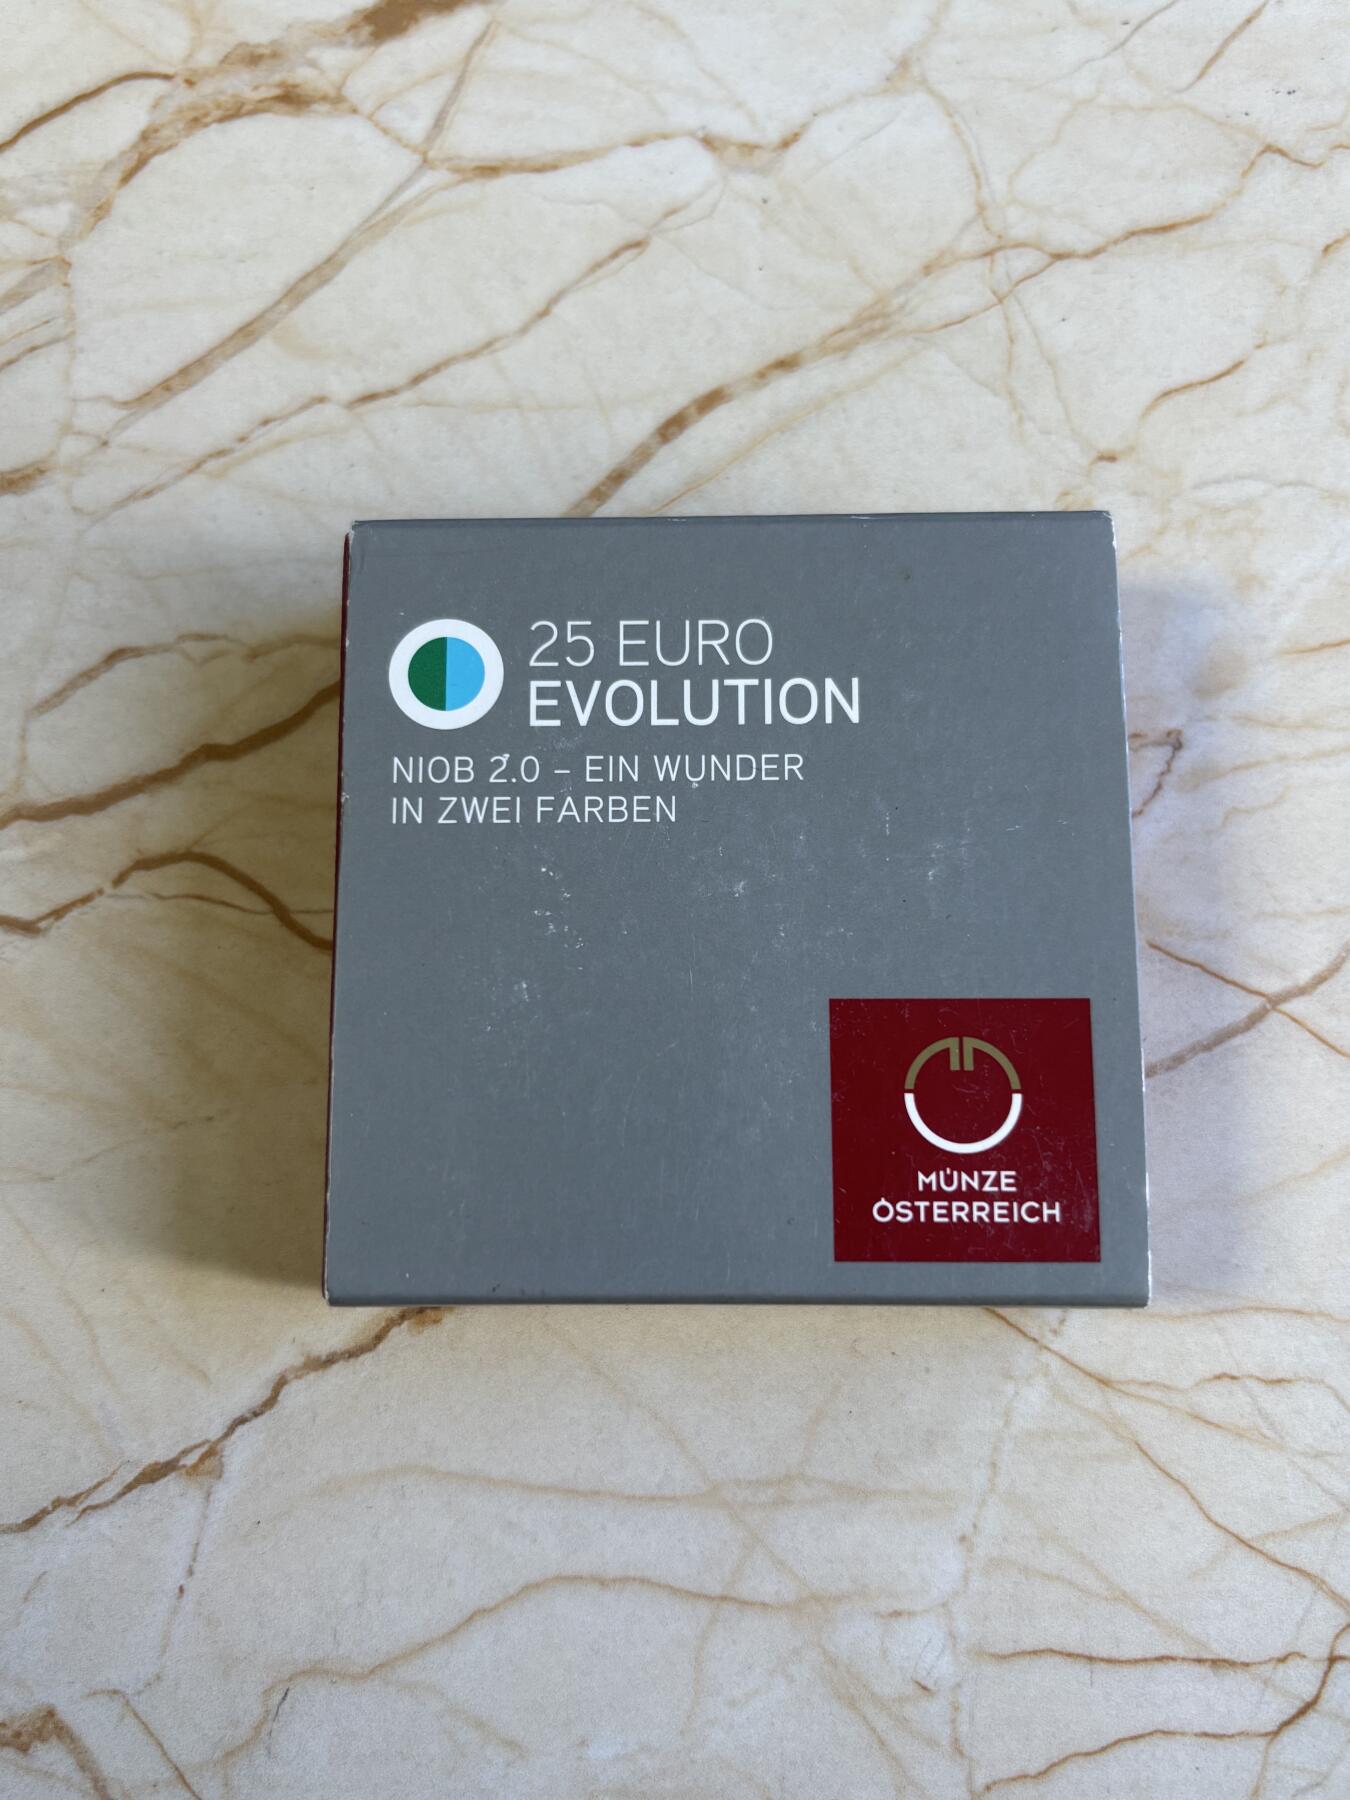 25 EURO
EVOLUTION
NIOB 2.0 – EIN WUNDER
IN ZWEI FARBEN
MÜNZE
ÖSTERREICH